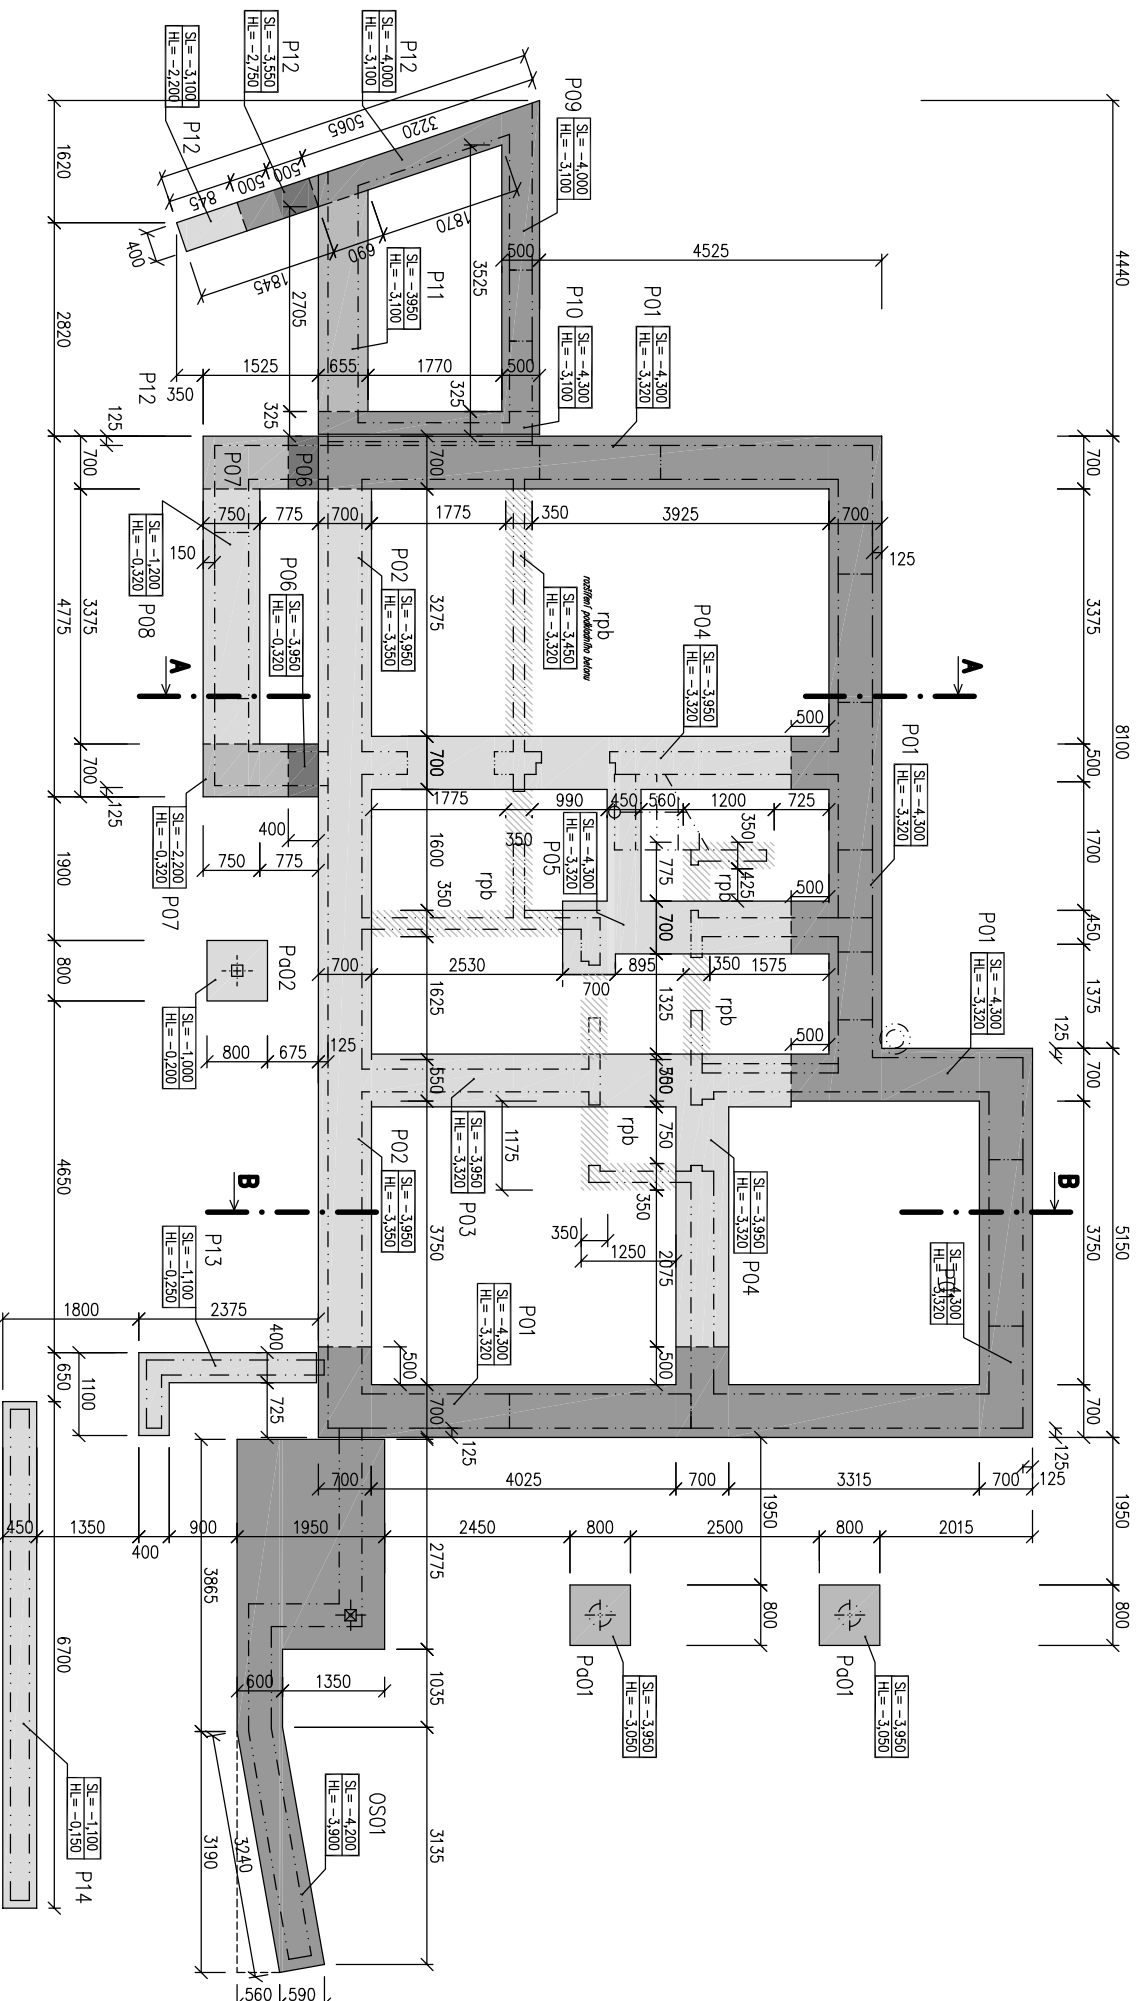 P12
SL= -3,100
HL= -2,200
P12
SL= -3,550
HL= -2,750
P12
SL= -4,000
HL= -3,100
P09
SL= -4,000
HL= -3,100
P12
P11
SL= -3950
HL= -3,100
P10
SL= -4,300
HL= -3,100
P01
SL= -4,300
HL= -3,320
5065
3220
500
500
845
400
1870
690
1845
2705
3525
500
4525
4440
1620
2820
350
1525
655
1770
500
325
325
P12
125
700
3375
4775
700
125
1900
800
4650
650
1100
6700
P07
P06
700
750
775
700
1775
350
3925
700
125
150
SL= -1,200
HL= -0,320
P08
P06
SL= -3,950
HL= -0,320
P02
SL= -3,950
HL= -3,350
3275
rpb
rozšíření podkladního betonu
SL= -3,450
HL= -3,320
P04
SL= -3,950
HL= -3,320
A
A
P01
SL= -4,300
HL= -3,320
700
3375
8100
500
1700
450
1375
125
700
5150
3750
700
125
1950
800
500
700
1775
990
450
560
1200
725
350
350
425
775
400
750
775
SL= -2,200
HL= -0,320
P07
1600
350
rpb
P05
SL= -4,300
HL= -3,320
rpb
500
700
Pa02
SL= -1,000
HL= -0,200
700
2530
700
895
350
1575
1625
1325
rpb
500
P01
SL= -4,300
HL= -3,320
800
675
125
550
750
1175
rpb
P03
SL= -3,950
HL= -3,320
P02
SL= -3,950
HL= -3,350
P04
SL= -3,950
HL= -3,320
B
B
3750
350
350
1250
2075
SL= -4,300
HL= -3,320
P13
SL= -1,100
HL= -0,250
1800
2375
400
725
P01
SL= -4,300
HL= -3,320
500
500
700
125
700
4025
700
3315
700
125
450
1350
400
900
1950
2450
800
2500
800
2015
1950
800
3865
2775
Pa01
SL= -3,950
HL= -3,050
Pa01
SL= -3,950
HL= -3,050
600
1350
1035
OS01
SL= -4,200
HL= -3,900
3135
3240
3190
560
590
SL= -1,100
HL= -0,150
P14